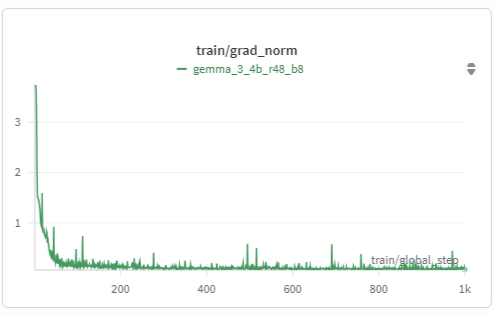 train/grad_norm
gemma_3_4b_r48_b8
3
2
1
train/global_step
200
400
600
800
1k